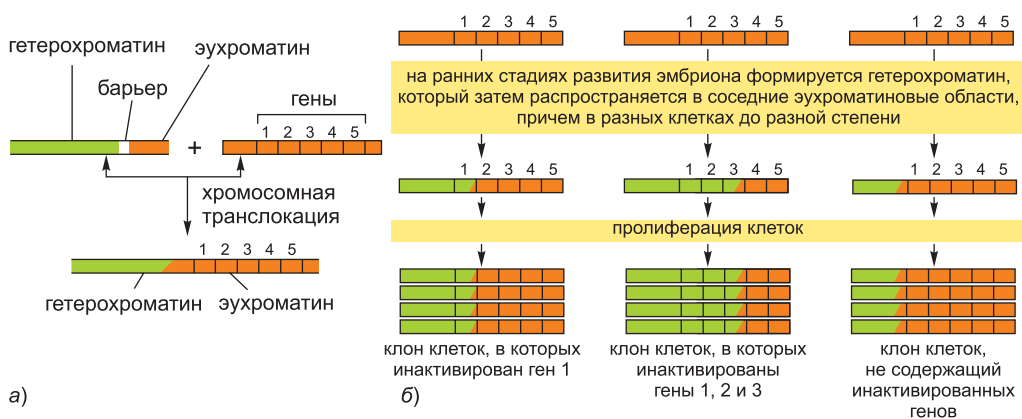 гетерохроматин
эухроматин
барьер
гены
1 2 3 4 5
+
хромосомная
транслокация
1 2 3 4 5
гетерохроматин
эухроматин
а)
1 2 3 4 5
1 2 3 4 5
1 2 3 4 5
на ранних стадиях развития эмбриона формируется гетерохроматин,
который затем распространяется в соседние эухроматиновые области,
причем в разных клетках до разной степени
1 2 3 4 5
1 2 3 4 5
1 2 3 4 5
пролиферация клеток
клон клеток, в которых
инактивирован ген 1
клон клеток, в которых
инактивированы
гены 1, 2 и 3
клон клеток,
не содержащий
инактивированных
генов
б)